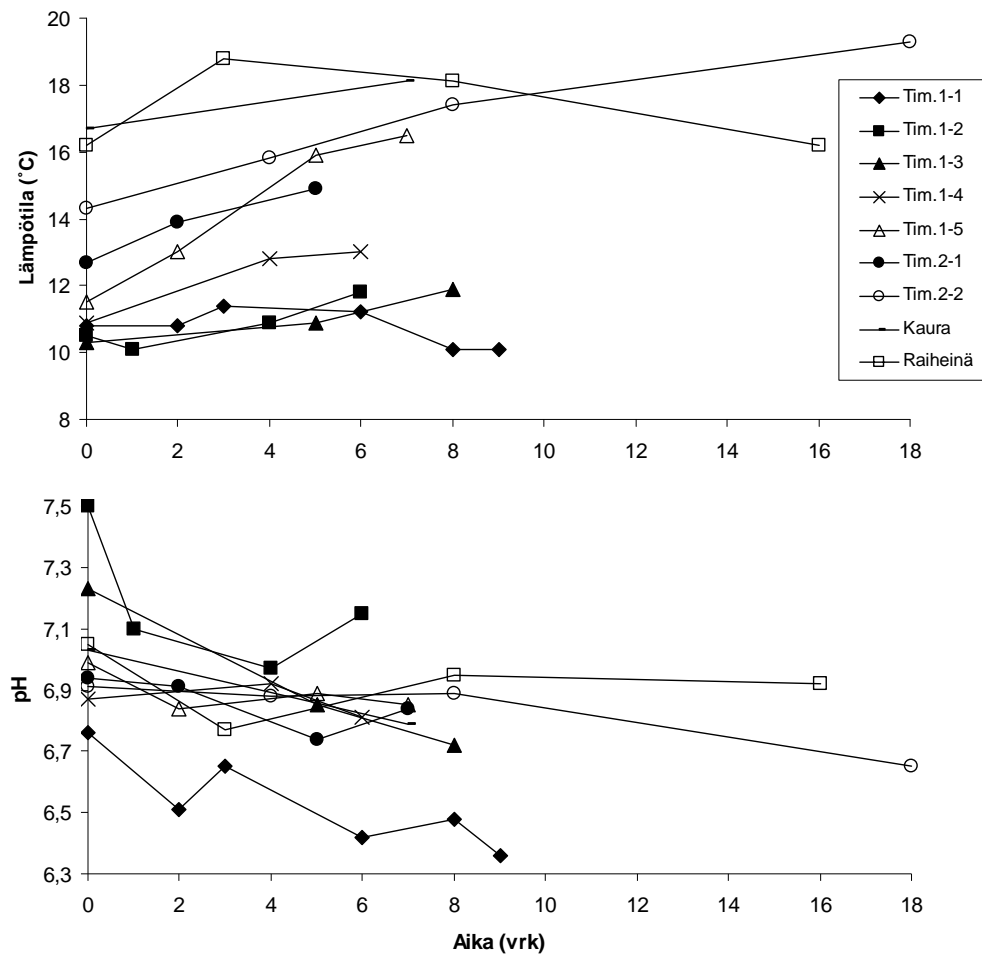 20
18
16
14
12
10
8
Lämpötila (˚C)
0 2 4 6 8 10 12 14 16 18
Tim.1-1
Tim.1-2
Tim.1-3
Tim.1-4
Tim.1-5
Tim.2-1
Tim.2-2
Kaura
Raiheinä
7,5
7,3
7,1
6,9
6,7
6,5
6,3
pH
0 2 4 6 8 10 12 14 16 18
Aika (vrk)